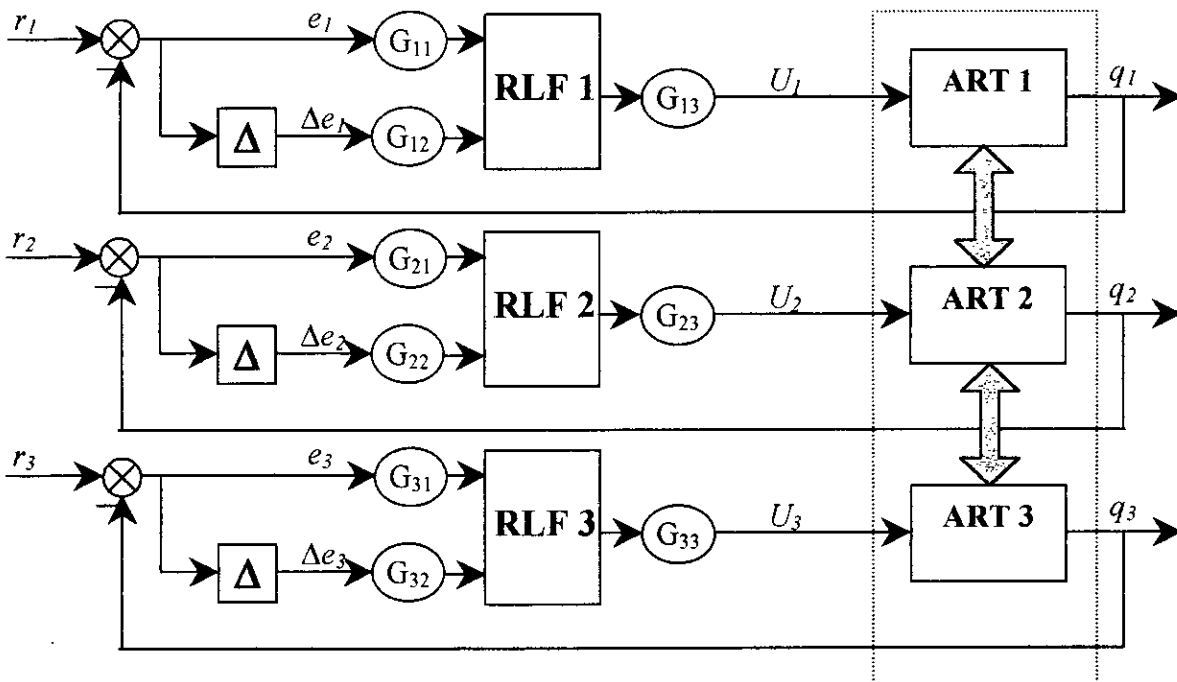 r₁ e₁ G₁₁ RLF 1 G₁₃ U₁ ART 1 q₁
Δ Δe₁ G₁₂
r₂ e₂ G₂₁ RLF 2 G₂₃ U₂ ART 2 q₂
Δ Δe₂ G₂₂
r₃ e₃ G₃₁ RLF 3 G₃₃ U₃ ART 3 q₃
Δ Δe₃ G₃₂